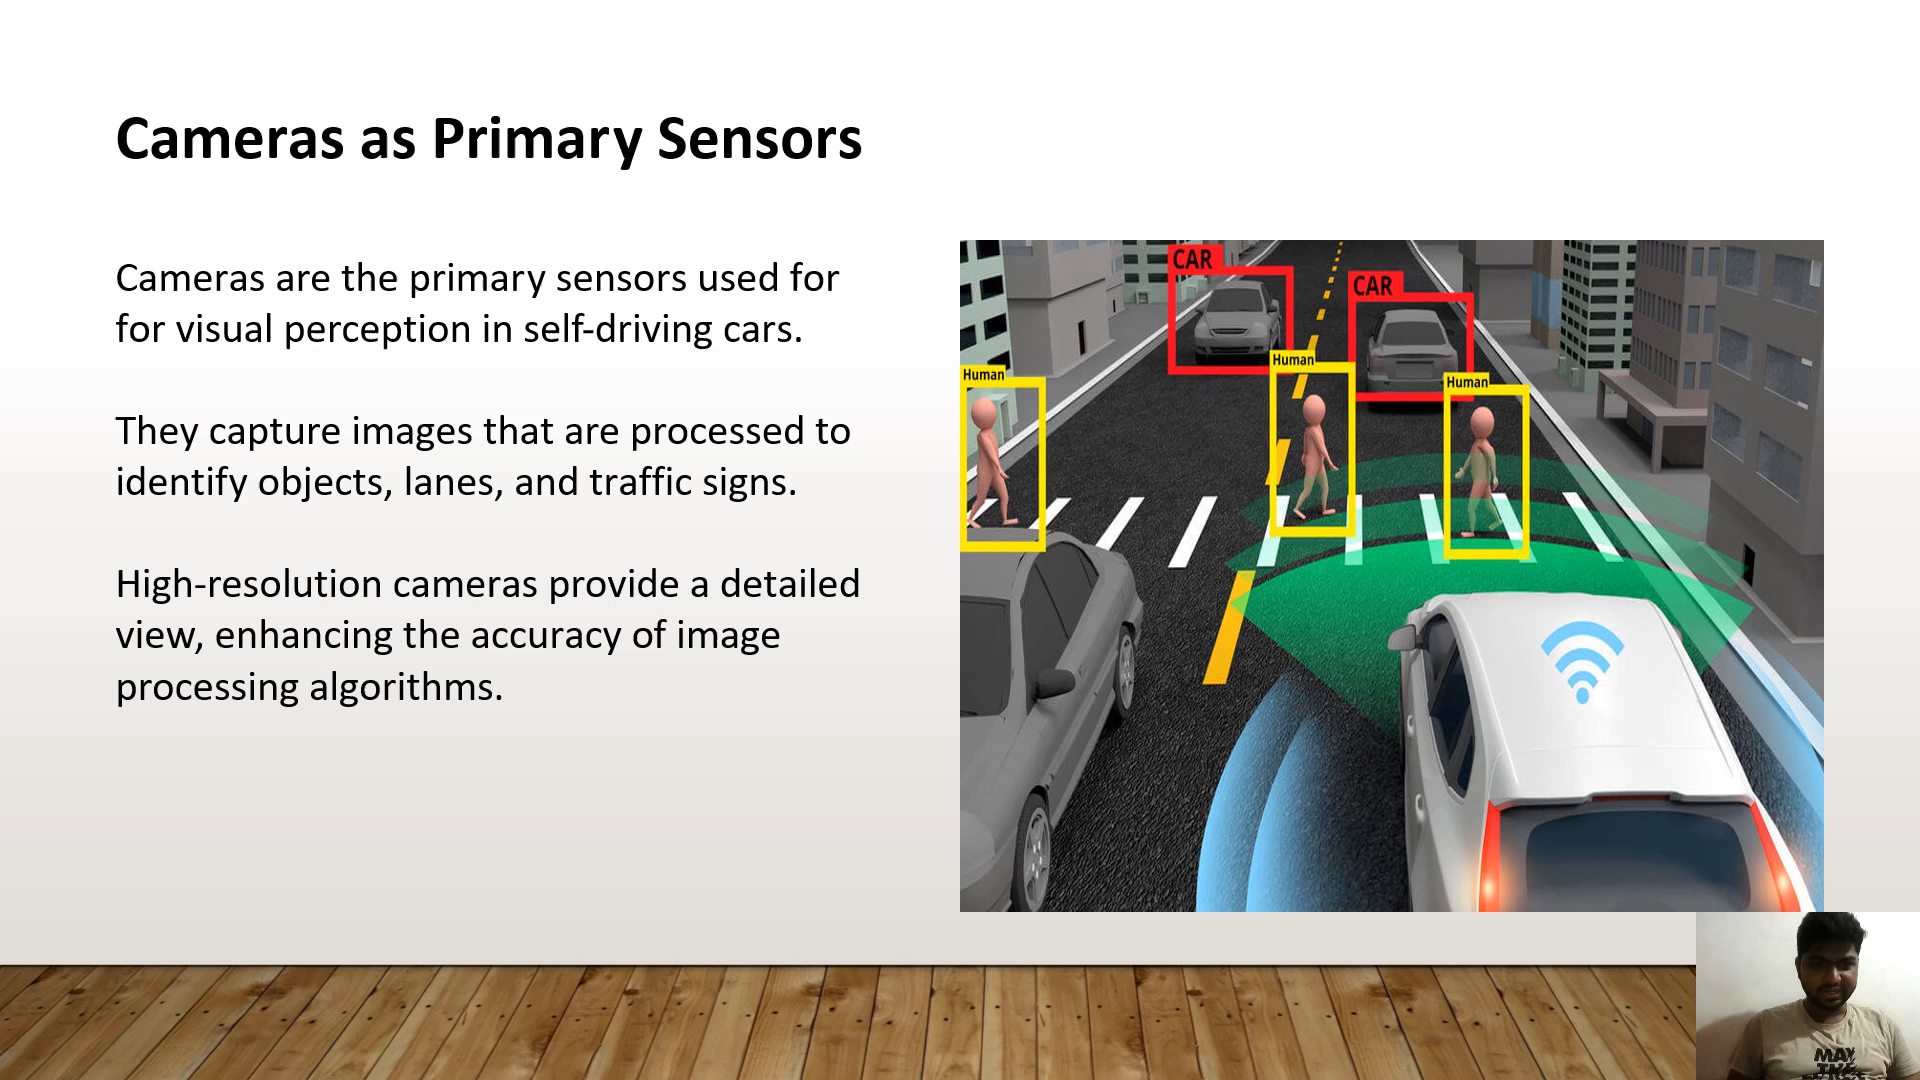 Cameras as Primary Sensors
Cameras are the primary sensors used for
for visual perception in self-driving cars.
They capture images that are processed to
identify objects, lanes, and traffic signs.
High-resolution cameras provide a detailed
view, enhancing the accuracy of image
processing algorithms.
CAR
CAR
Human
Human
Human
MAY